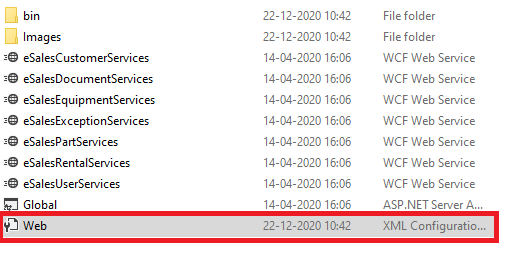 bin 22-12-2020 10:42 File folder
Images 22-12-2020 10:42 File folder
eSalesCustomerServices 14-04-2020 16:06 WCF Web Service
eSalesDocumentServices 14-04-2020 16:06 WCF Web Service
eSalesEquipmentServices 14-04-2020 16:06 WCF Web Service
eSalesExceptionServices 14-04-2020 16:06 WCF Web Service
eSalesPartServices 14-04-2020 16:06 WCF Web Service
eSalesRentalServices 14-04-2020 16:06 WCF Web Service
eSalesUserServices 14-04-2020 16:06 WCF Web Service
Global 14-04-2020 16:06 ASP.NET Server A...
Web 22-12-2020 10:42 XML Configuratio...